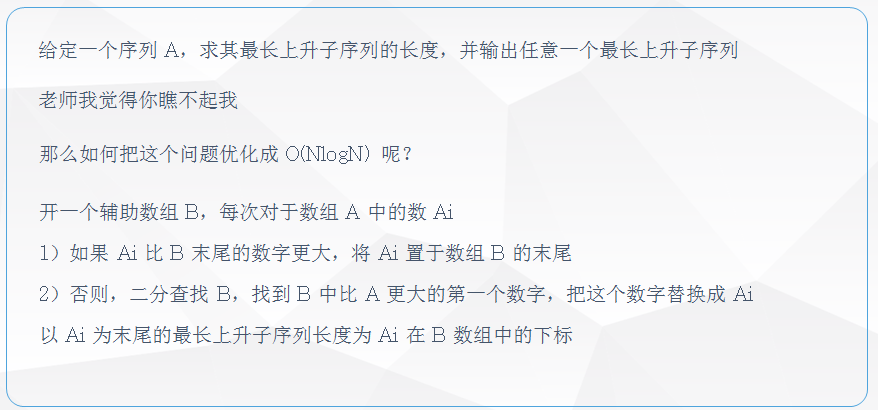 给定一个序列 A，求其最长上升子序列的长度，并输出任意一个最长上升子序列
老师我觉得你瞧不起我
那么如何把这个问题优化成 O(NlogN) 呢？
开一个辅助数组 B，每次对于数组 A 中的数 Ai
1）如果 Ai 比 B 末尾的数字更大，将 Ai 置于数组 B 的末尾
2）否则，二分查找 B，找到 B 中比 A 更大的第一个数字，把这个数字替换成 Ai
以 Ai 为末尾的最长上升子序列长度为 Ai 在 B 数组中的下标